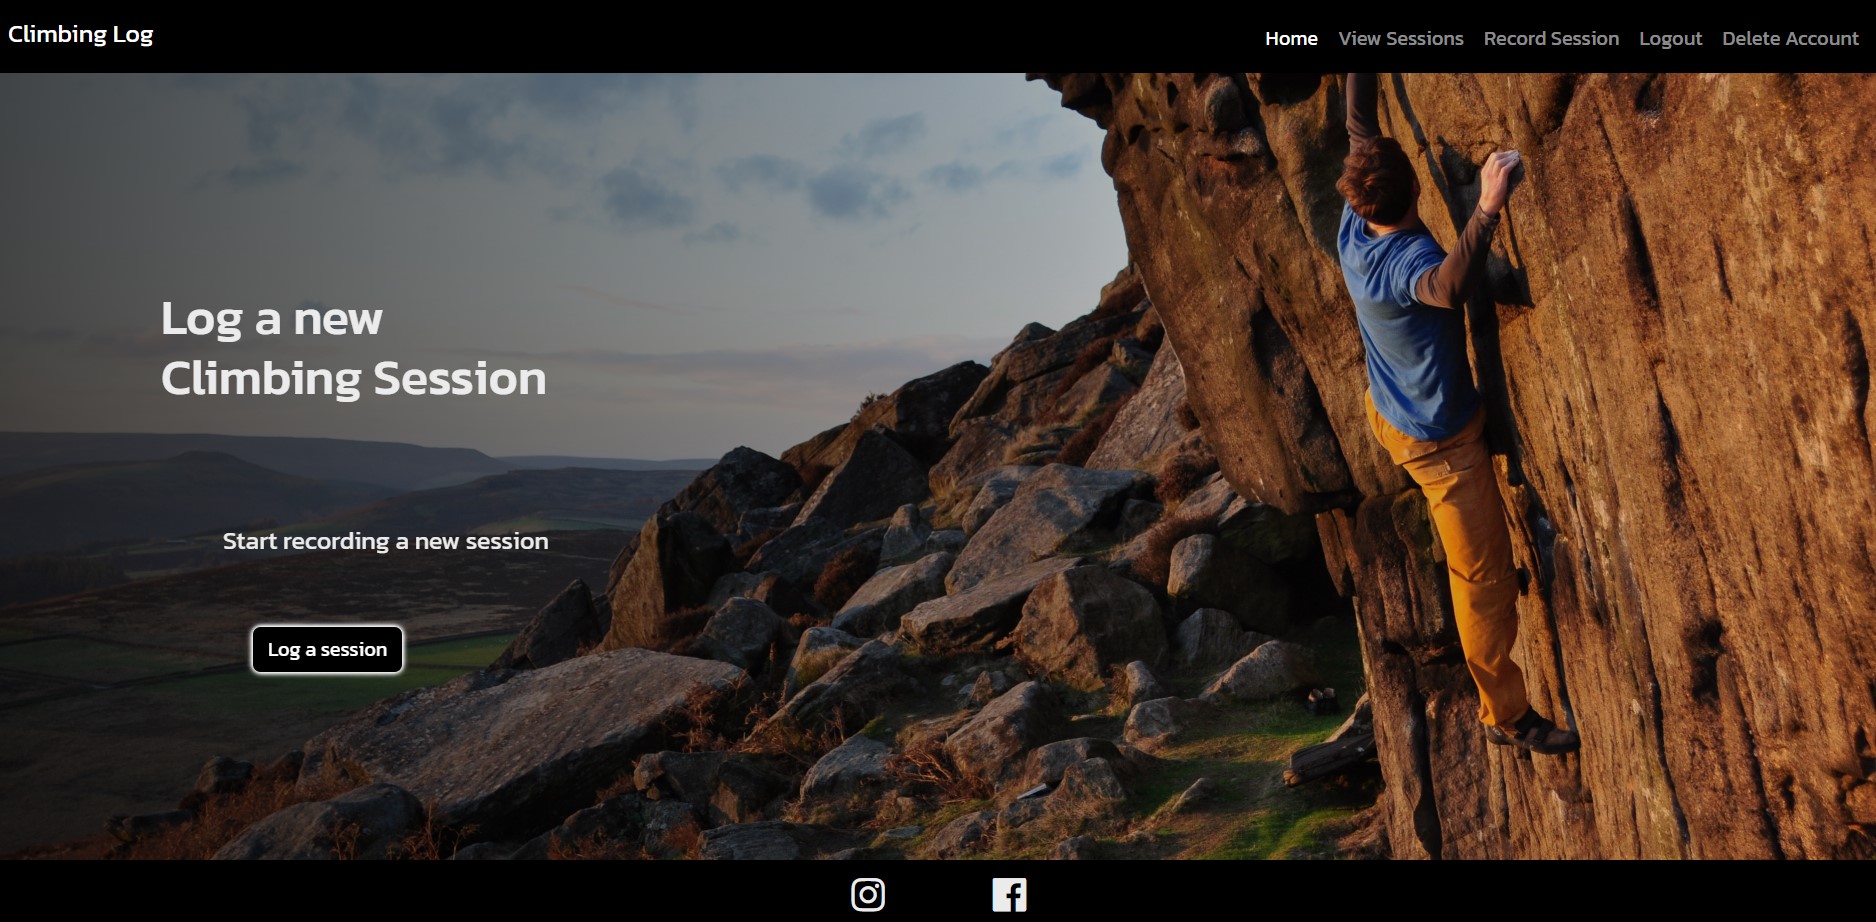 Climbing Log
Home View Sessions Record Session Logout Delete Account
Log a new
Climbing Session
Start recording a new session
Log a session